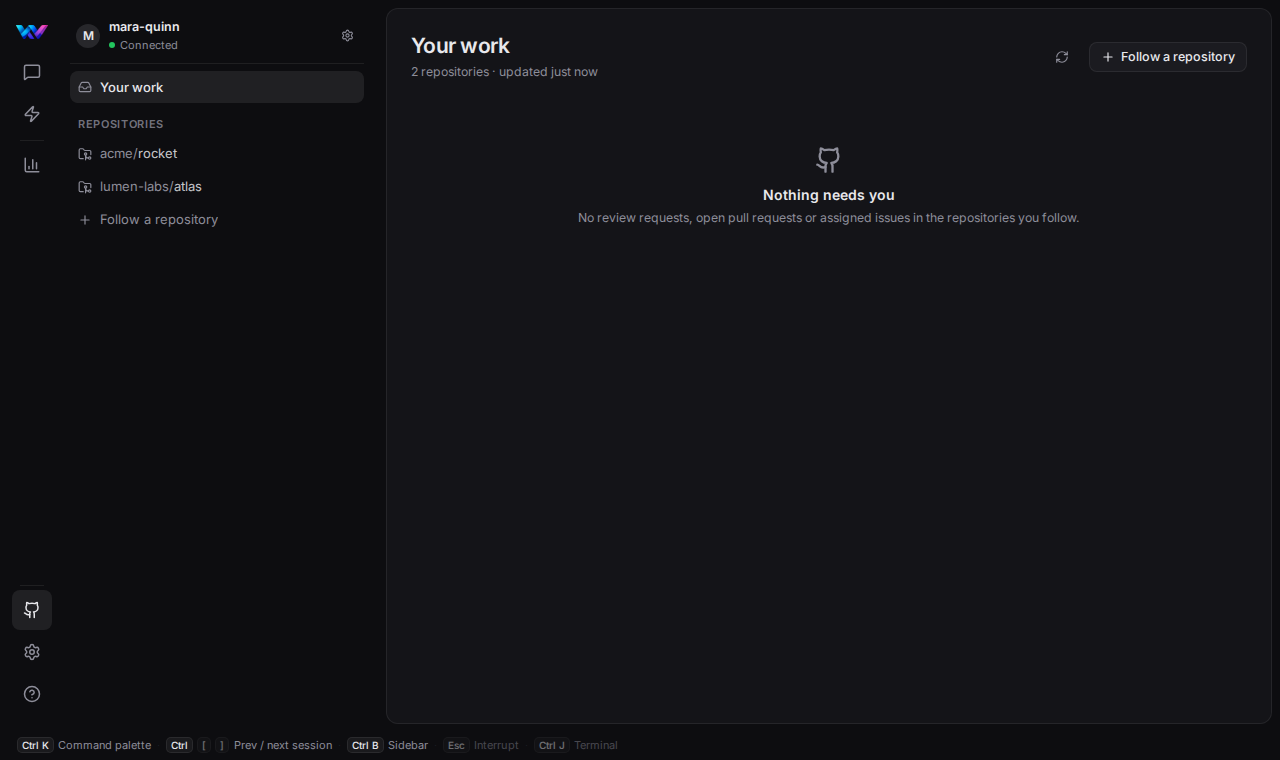 M
mara-quinn
Connected
Your work
REPOSITORIES
acme/rocket
lumen-labs/atlas
Follow a repository
Your work
2 repositories · updated just now
Follow a repository
Nothing needs you
No review requests, open pull requests or assigned issues in the repositories you follow.
Ctrl K Command palette Ctrl [ ] Prev / next session Ctrl B Sidebar Esc Interrupt Ctrl J Terminal